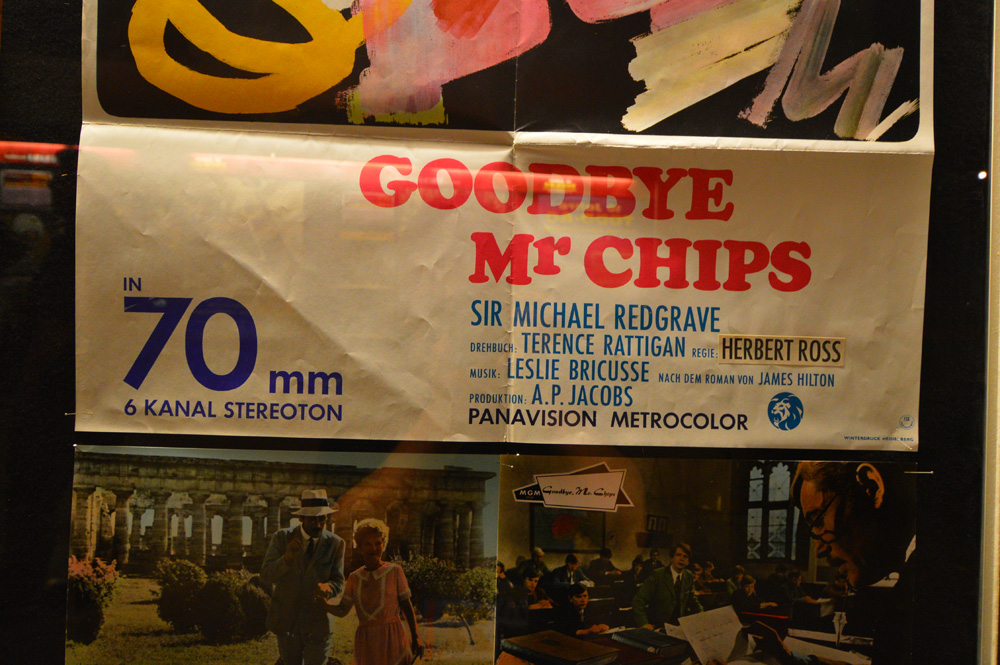 GOODBYE
Mr CHIPS
IN
70 mm
6 KANAL STEREOTON
SIR MICHAEL REDGRAVE
DREHBUCH: TERENCE RATTIGAN REGIE: HERBERT ROSS
MUSIK: LESLIE BRICUSSE NACH DEM ROMAN VON JAMES HILTON
PRODUKTION: A.P. JACOBS
PANAVISION METROCOLOR
MGM Goodbye, Mr. Chips